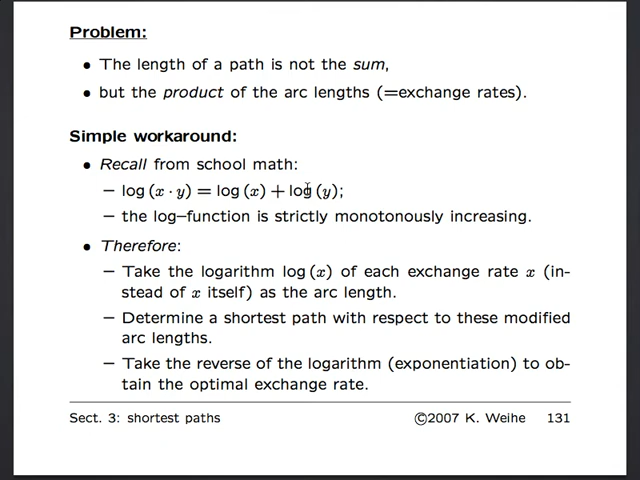 Problem:
• The length of a path is not the sum,
• but the product of the arc lengths (=exchange rates).
Simple workaround:
• Recall from school math:
– log (x · y) = log (x) + log (y);
– the log–function is strictly monotonously increasing.
• Therefore:
– Take the logarithm log (x) of each exchange rate x (in-
stead of x itself) as the arc length.
– Determine a shortest path with respect to these modified
arc lengths.
– Take the reverse of the logarithm (exponentiation) to ob-
tain the optimal exchange rate.
Sect. 3: shortest paths ©2007 K. Weihe 131